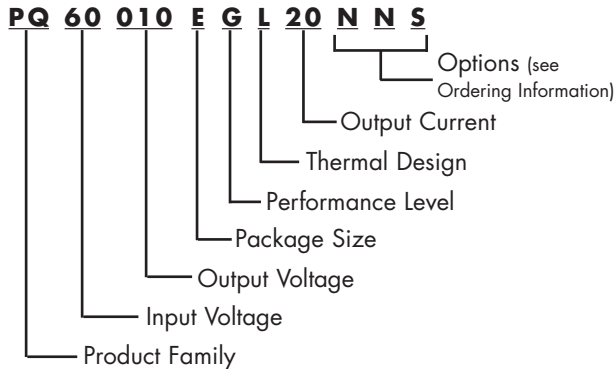 PQ 60 010 E G L 20 N N S
Options (see
Ordering Information)
Output Current
Thermal Design
Performance Level
Package Size
Output Voltage
Input Voltage
Product Family